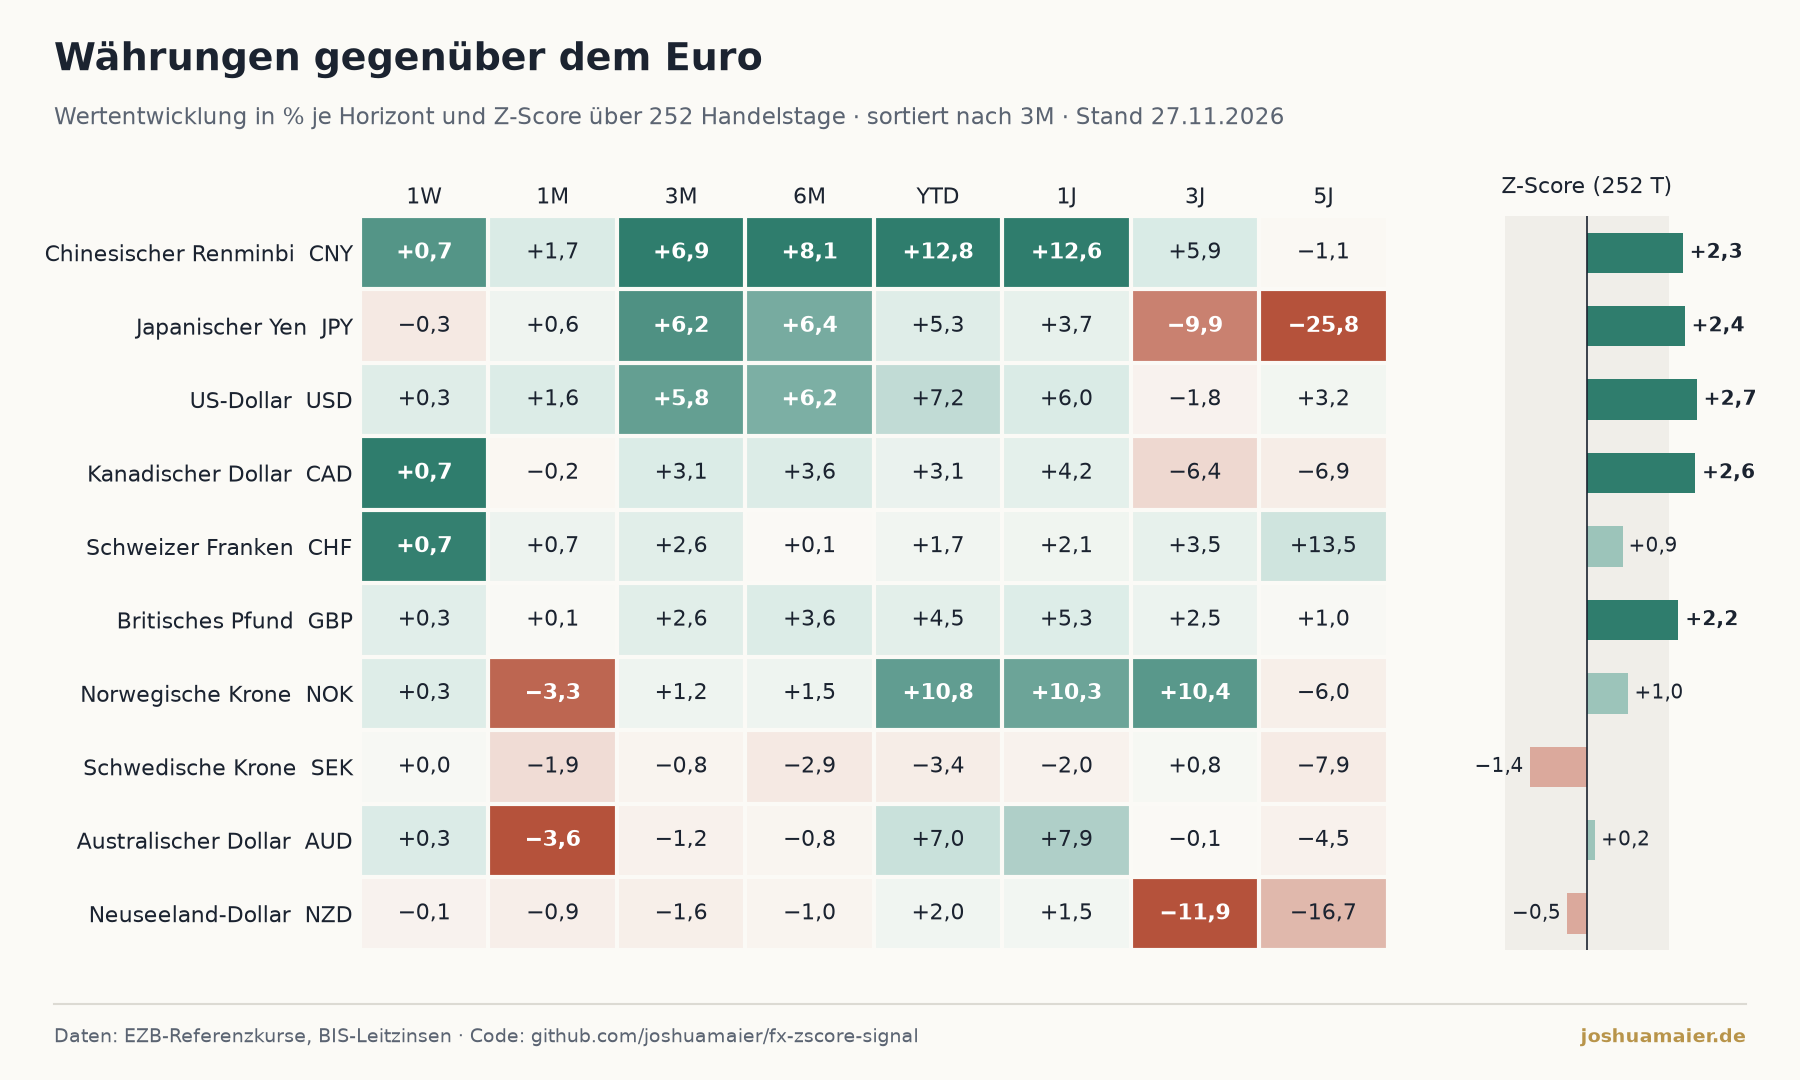 Währungen gegenüber dem Euro
Wertentwicklung in % je Horizont und Z-Score über 252 Handelstage · sortiert nach 3M · Stand 27.11.2026
1W 1M 3M 6M YTD 1J 3J 5J Z-Score (252 T)
Chinesischer Renminbi CNY +0,7 +1,7 +6,9 +8,1 +12,8 +12,6 +5,9 −1,1 +2,3
Japanischer Yen JPY −0,3 +0,6 +6,2 +6,4 +5,3 +3,7 −9,9 −25,8 +2,4
US-Dollar USD +0,3 +1,6 +5,8 +6,2 +7,2 +6,0 −1,8 +3,2 +2,7
Kanadischer Dollar CAD +0,7 −0,2 +3,1 +3,6 +3,1 +4,2 −6,4 −6,9 +2,6
Schweizer Franken CHF +0,7 +0,7 +2,6 +0,1 +1,7 +2,1 +3,5 +13,5 +0,9
Britisches Pfund GBP +0,3 +0,1 +2,6 +3,6 +4,5 +5,3 +2,5 +1,0 +2,2
Norwegische Krone NOK +0,3 −3,3 +1,2 +1,5 +10,8 +10,3 +10,4 −6,0 +1,0
Schwedische Krone SEK +0,0 −1,9 −0,8 −2,9 −3,4 −2,0 +0,8 −7,9 −1,4
Australischer Dollar AUD +0,3 −3,6 −1,2 −0,8 +7,0 +7,9 −0,1 −4,5 +0,2
Neuseeland-Dollar NZD −0,1 −0,9 −1,6 −1,0 +2,0 +1,5 −11,9 −16,7 −0,5
Daten: EZB-Referenzkurse, BIS-Leitzinsen · Code: github.com/joshuamaier/fx-zscore-signal
joshuamaier.de